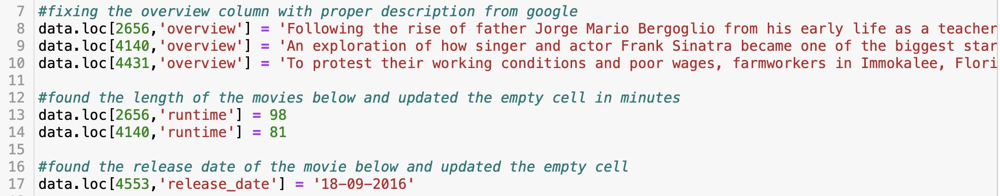 7 #fixing the overview column with proper description from google
8 data.loc[2656,'overview'] = 'Following the rise of father Jorge Mario Bergoglio from his early life as a teacher
9 data.loc[4140,'overview'] = 'An exploration of how singer and actor Frank Sinatra became one of the biggest star
10 data.loc[4431,'overview'] = 'To protest their working conditions and poor wages, farmworkers in Immokalee, Flori
11
12 #found the length of the movies below and updated the empty cell in minutes
13 data.loc[2656,'runtime'] = 98
14 data.loc[4140,'runtime'] = 81
15
16 #found the release date of the movie below and updated the empty cell
17 data.loc[4553,'release_date'] = '18-09-2016'